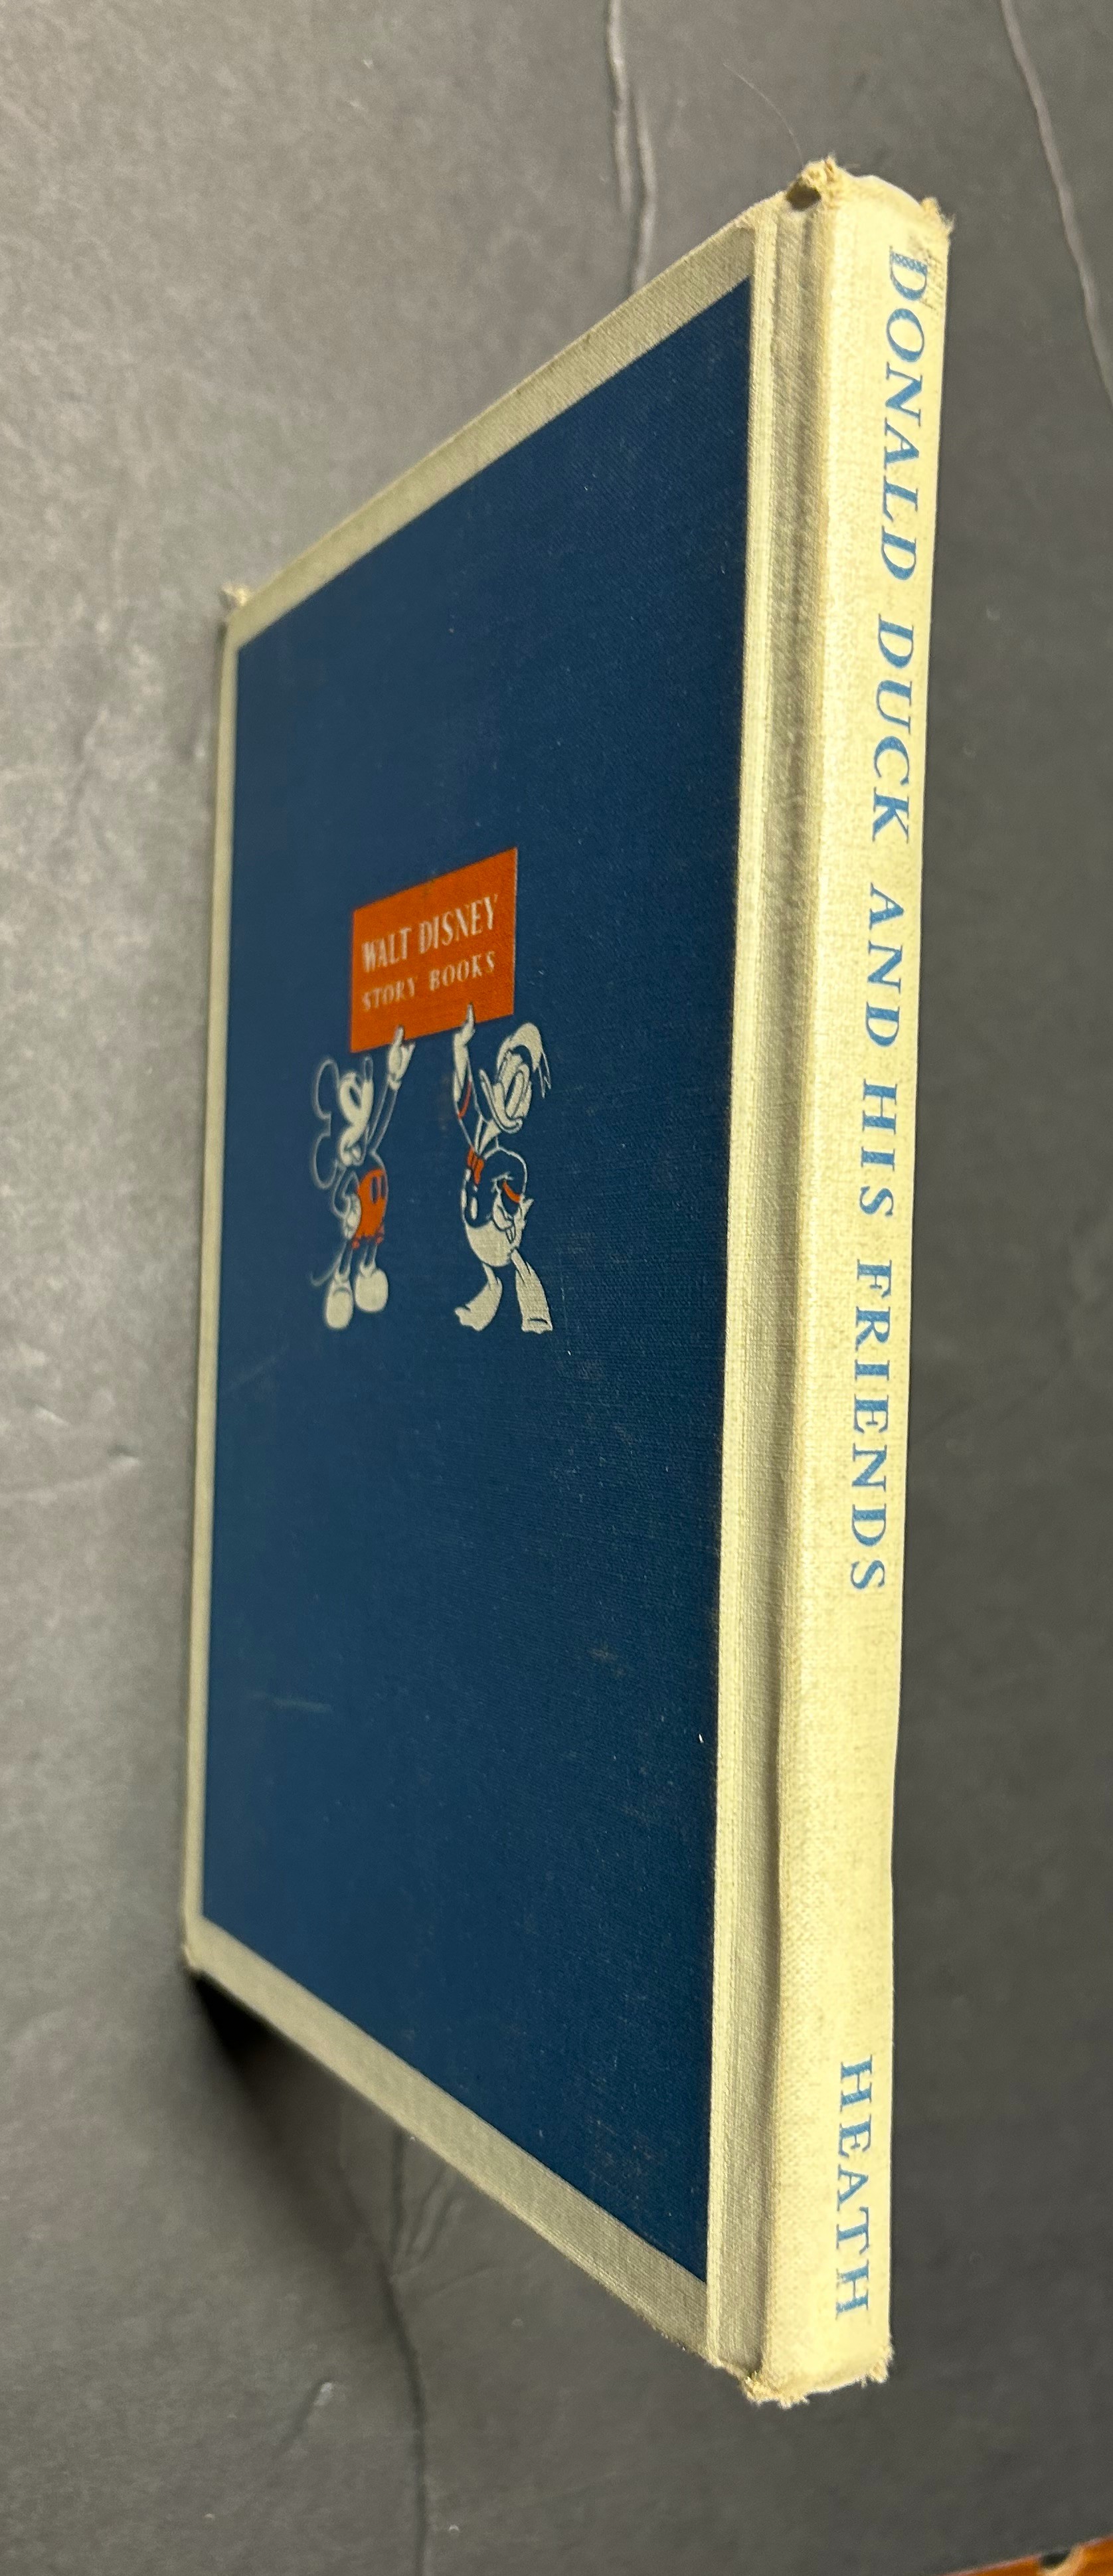 WALT DISNEY
STORY BOOKS
DONALD DUCK AND HIS FRIENDS
HEATH